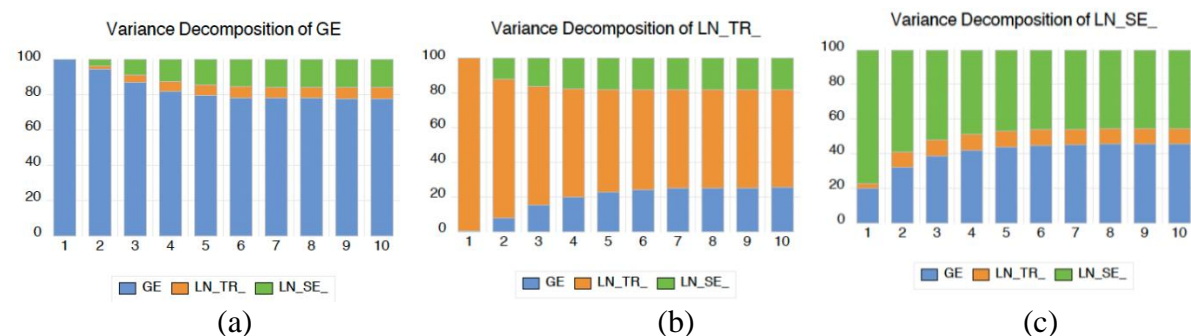 Variance Decomposition of GE
100
80
60
40
20
0
1 2 3 4 5 6 7 8 9 10
GE LN_TR_ LN_SE_
(a)
Variance Decomposition of LN_TR_
100
80
60
40
20
0
1 2 3 4 5 6 7 8 9 10
GE LN_TR_ LN_SE_
(b)
Variance Decomposition of LN_SE_
100
80
60
40
20
0
1 2 3 4 5 6 7 8 9 10
GE LN_TR_ LN_SE_
(c)